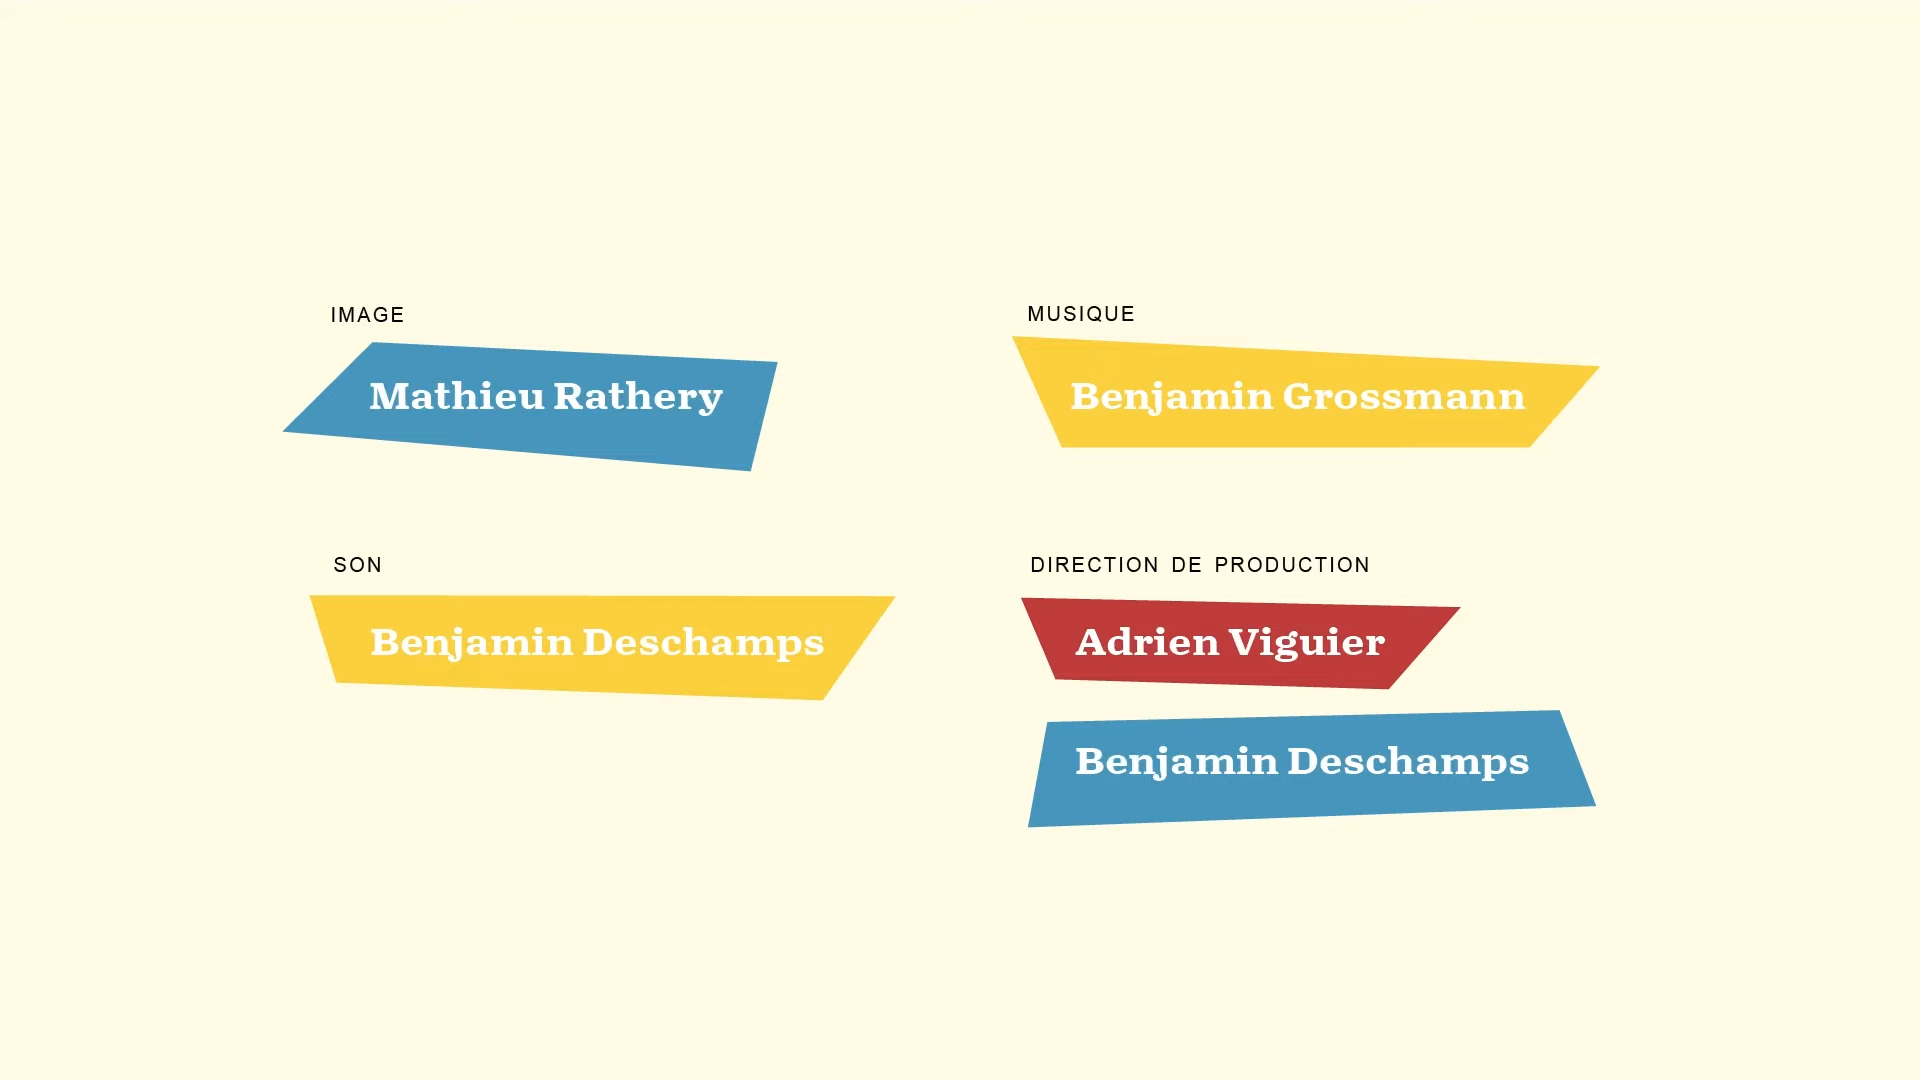 IMAGE
Mathieu Rathery
MUSIQUE
Benjamin Grossmann
SON
Benjamin Deschamps
DIRECTION DE PRODUCTION
Adrien Viguier
Benjamin Deschamps